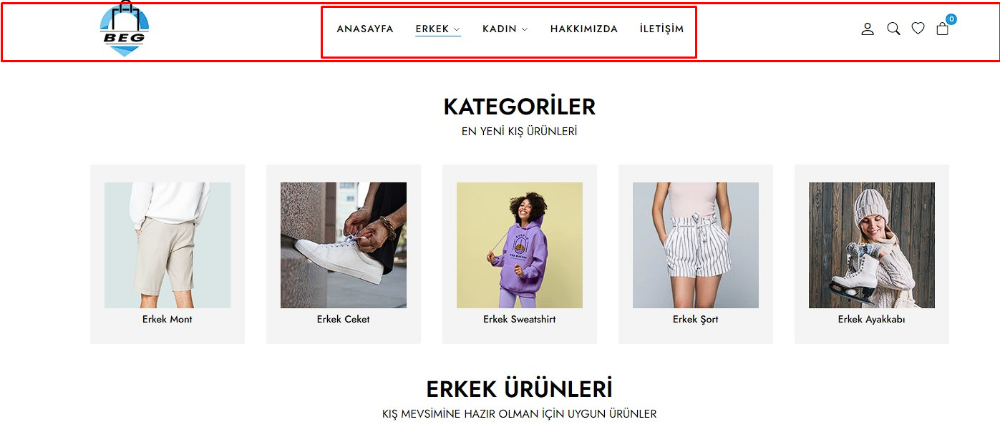 BEG
ANASAYFA ERKEK KADIN HAKKIMIZDA İLETİŞİM
0
KATEGORİLER
EN YENİ KIŞ ÜRÜNLERİ
Erkek Mont
Erkek Ceket
Erkek Sweatshirt
Erkek Şort
Erkek Ayakkabı
ERKEK ÜRÜNLERİ
KIŞ MEVSİMİNE HAZIR OLMAN İÇİN UYGUN ÜRÜNLER